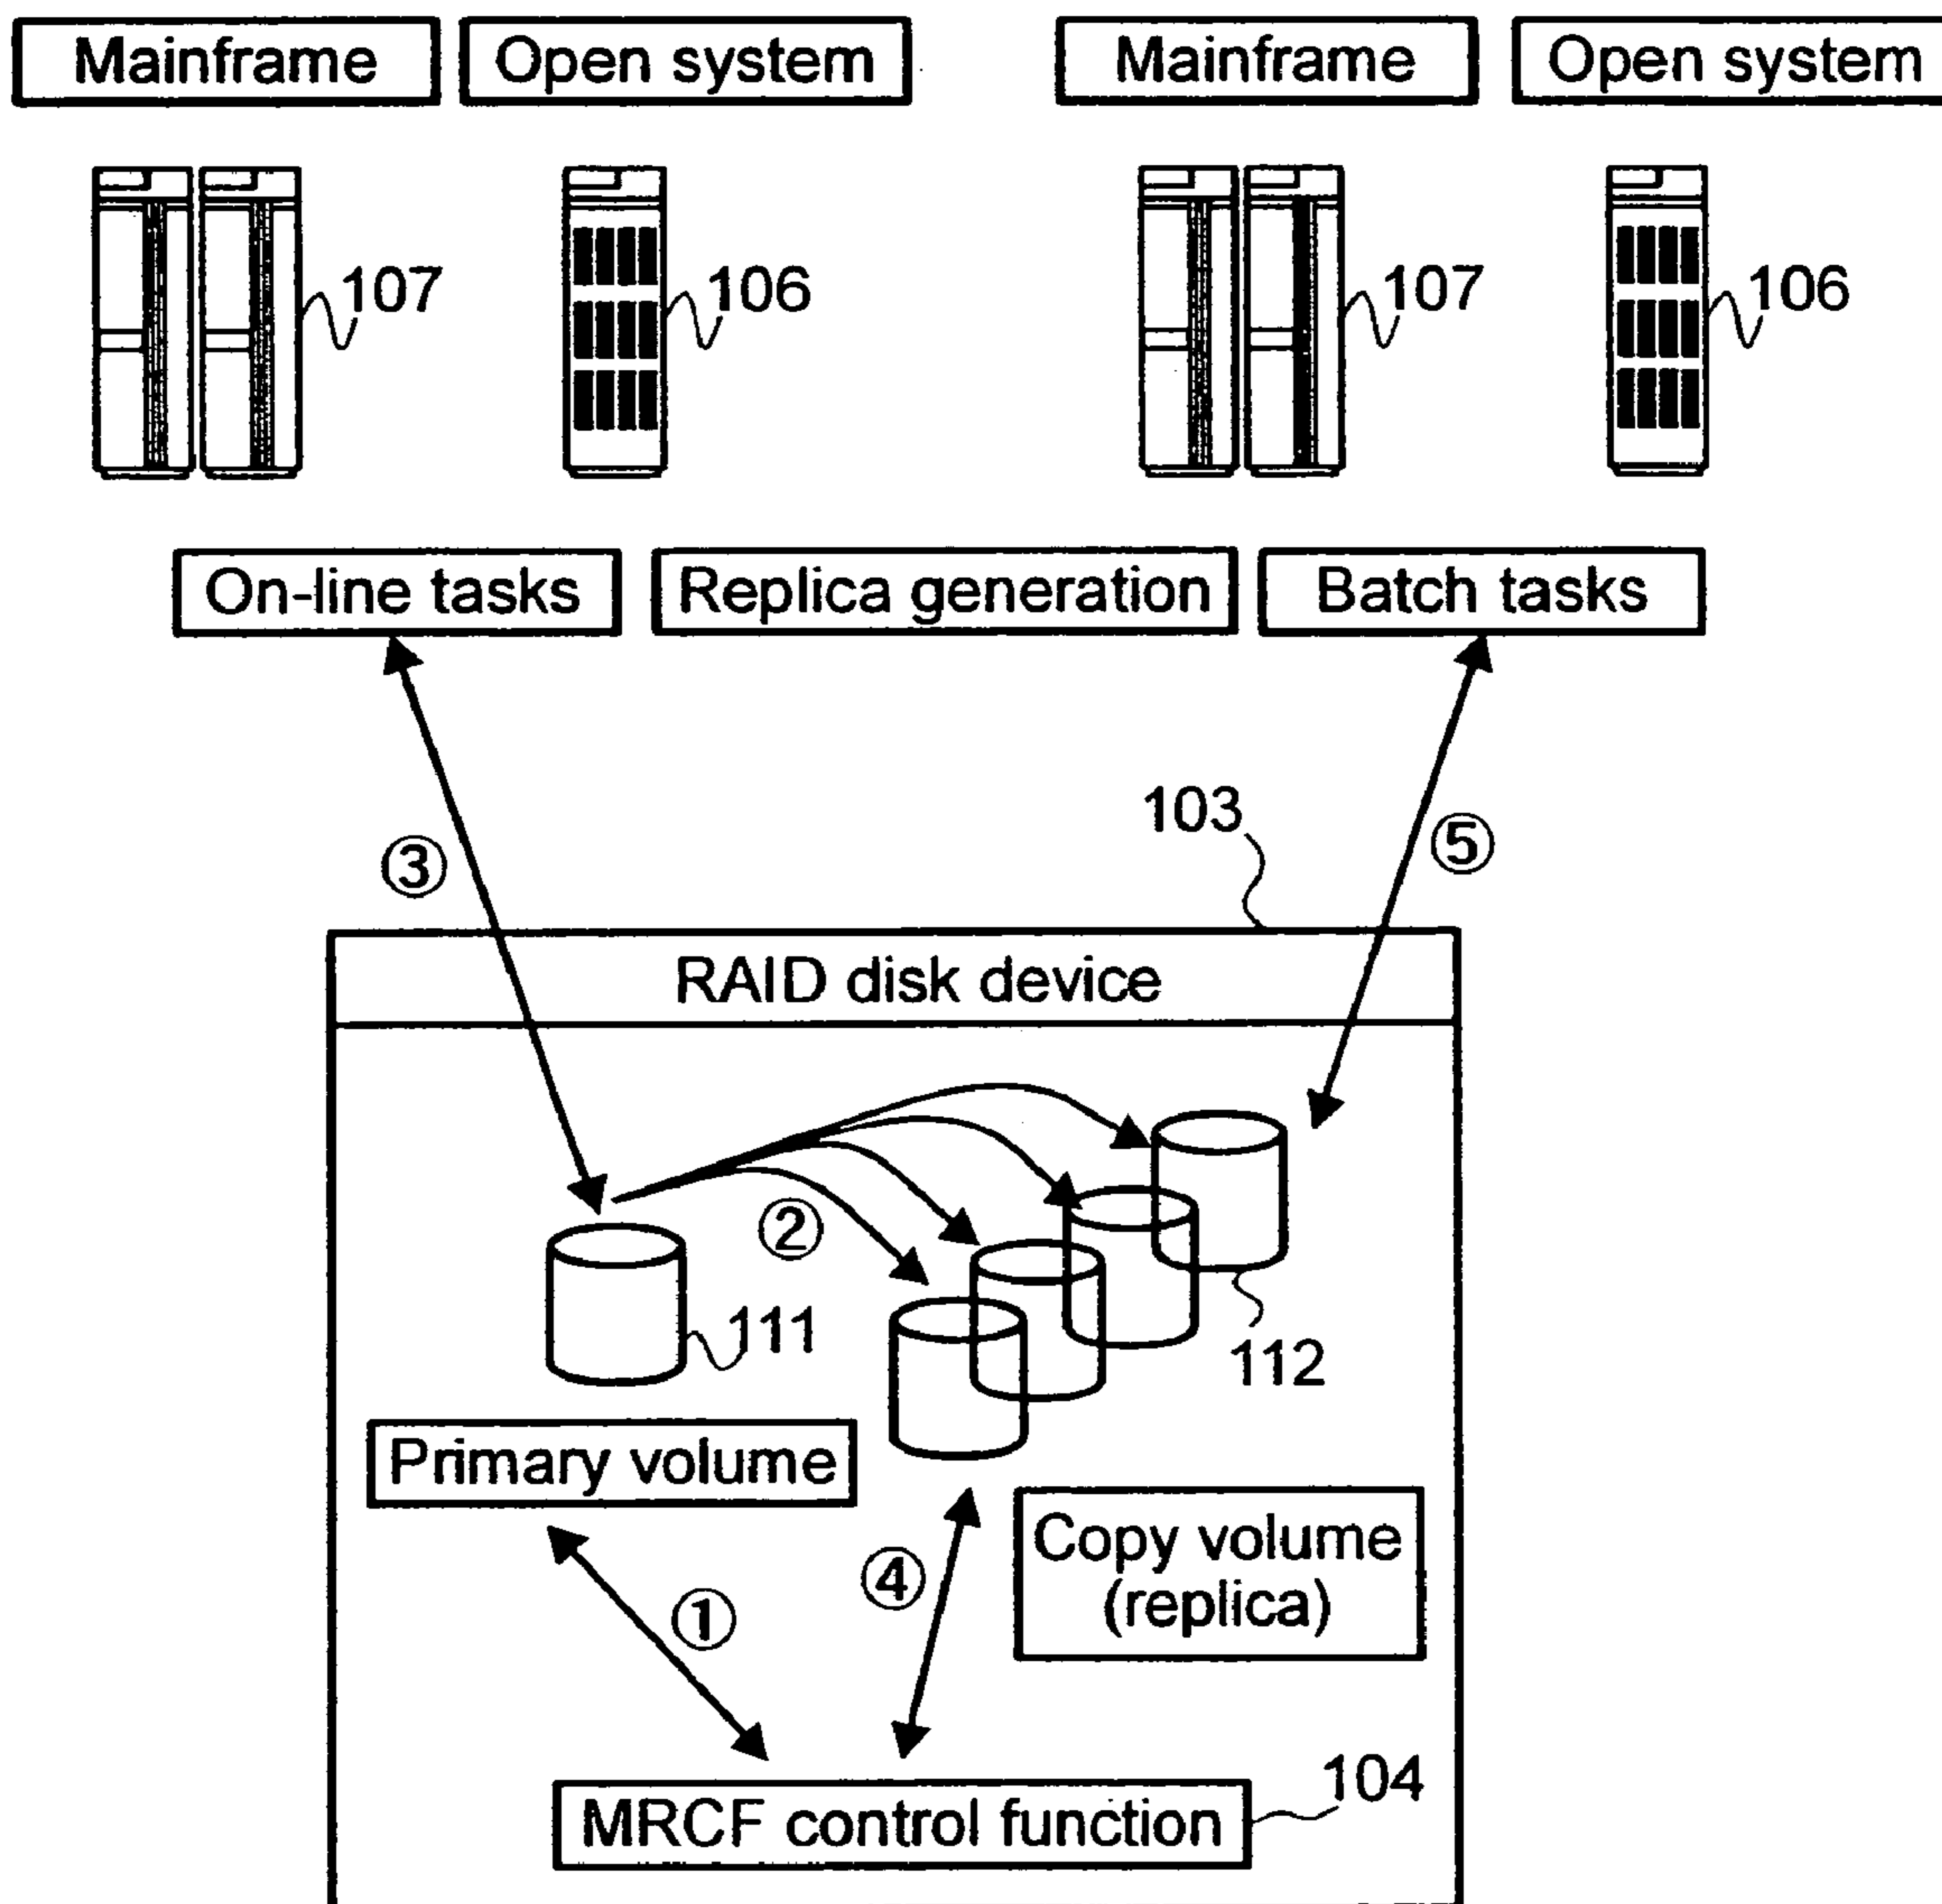 Mainframe
Open system
Mainframe
Open system
107
106
107
106
On-line tasks
Replica generation
Batch tasks
103
③
⑤
RAID disk device
②
111
112
Primary volume
Copy volume
(replica)
④
①
104
MRCF control function